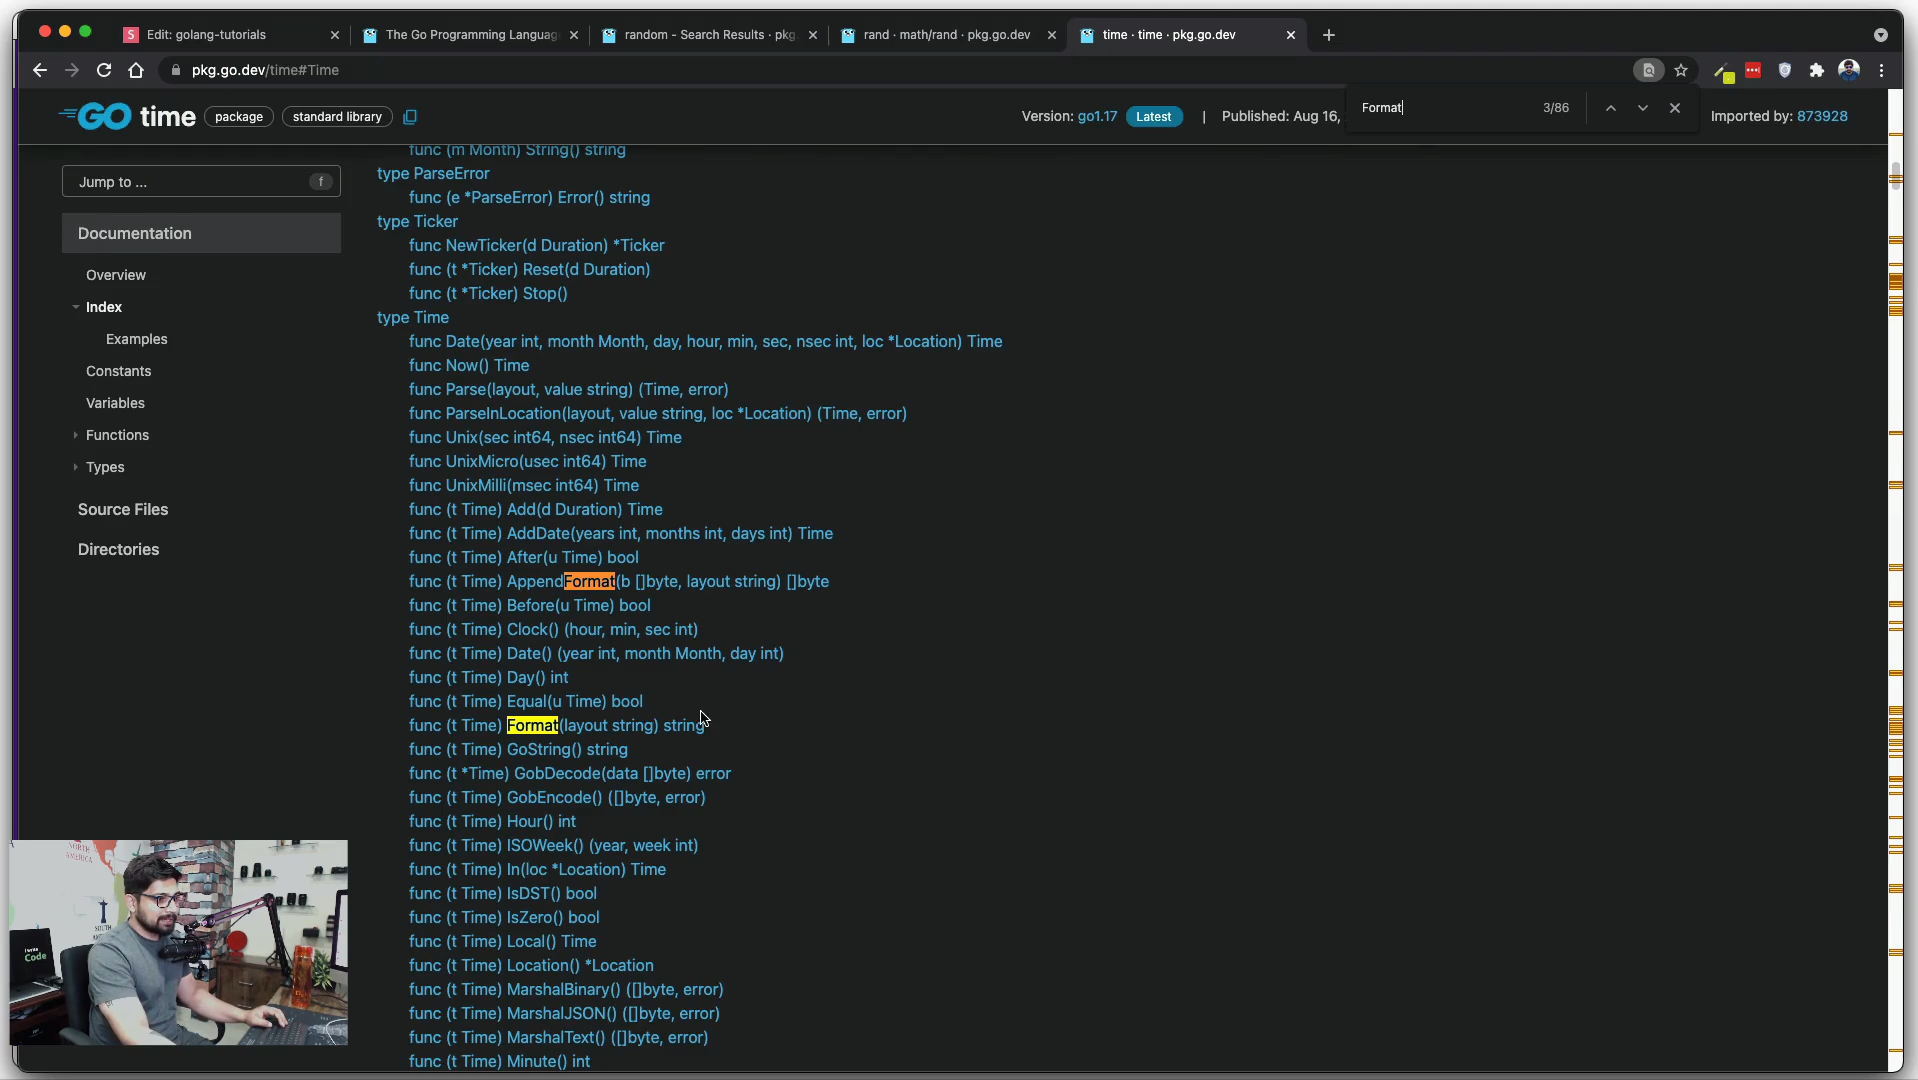 Edit: golang-tutorials
The Go Programming Languag
random - Search Results · pkg
rand · math/rand · pkg.go.dev
time · time · pkg.go.dev
pkg.go.dev/time#Time
GO time
package
standard library
Version: go1.17
Latest
| Published: Aug 16,
Format
3/86
Imported by: 873928
Jump to ...
f
Documentation
Overview
Index
Examples
Constants
Variables
Functions
Types
Source Files
Directories
func (m Month) String() string
type ParseError
func (e *ParseError) Error() string
type Ticker
func NewTicker(d Duration) *Ticker
func (t *Ticker) Reset(d Duration)
func (t *Ticker) Stop()
type Time
func Date(year int, month Month, day, hour, min, sec, nsec int, loc *Location) Time
func Now() Time
func Parse(layout, value string) (Time, error)
func ParseInLocation(layout, value string, loc *Location) (Time, error)
func Unix(sec int64, nsec int64) Time
func UnixMicro(usec int64) Time
func UnixMilli(msec int64) Time
func (t Time) Add(d Duration) Time
func (t Time) AddDate(years int, months int, days int) Time
func (t Time) After(u Time) bool
func (t Time) AppendFormat(b []byte, layout string) []byte
func (t Time) Before(u Time) bool
func (t Time) Clock() (hour, min, sec int)
func (t Time) Date() (year int, month Month, day int)
func (t Time) Day() int
func (t Time) Equal(u Time) bool
func (t Time) Format(layout string) string
func (t Time) GoString() string
func (t *Time) GobDecode(data []byte) error
func (t Time) GobEncode() ([]byte, error)
func (t Time) Hour() int
func (t Time) ISOWeek() (year, week int)
func (t Time) In(loc *Location) Time
func (t Time) IsDST() bool
func (t Time) IsZero() bool
func (t Time) Local() Time
func (t Time) Location() *Location
func (t Time) MarshalBinary() ([]byte, error)
func (t Time) MarshalJSON() ([]byte, error)
func (t Time) MarshalText() ([]byte, error)
func (t Time) Minute() int
NORTH
AMERICA
SOUTH
I Write
Code